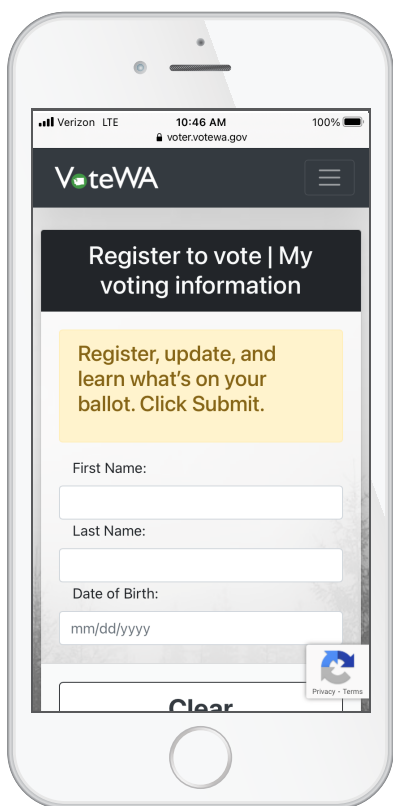 Verizon LTE 10:46 AM 100%
voter.votewa.gov
VoteWA
Register to vote | My
voting information
Register, update, and
learn what's on your
ballot. Click Submit.
First Name:
Last Name:
Date of Birth:
mm/dd/yyyy
Privacy - Terms
Clear